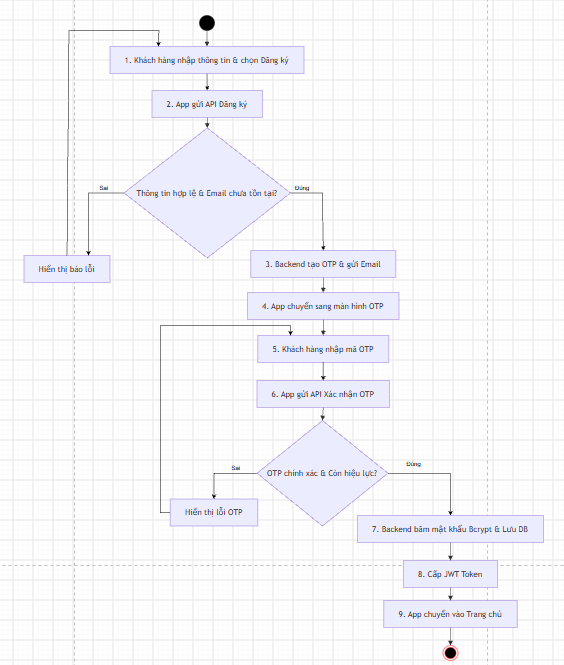 1. Khách hàng nhập thông tin & chọn Đăng ký
2. App gửi API Đăng ký
Thông tin hợp lệ & Email chưa tồn tại?
Sai
Đúng
Hiển thị báo lỗi
3. Backend tạo OTP & gửi Email
4. App chuyển sang màn hình OTP
5. Khách hàng nhập mã OTP
6. App gửi API Xác nhận OTP
OTP chính xác & Còn hiệu lực?
Sai
Đúng
Hiển thị lỗi OTP
7. Backend băm mật khẩu Bcrypt & Lưu DB
8. Cấp JWT Token
9. App chuyển vào Trang chủ